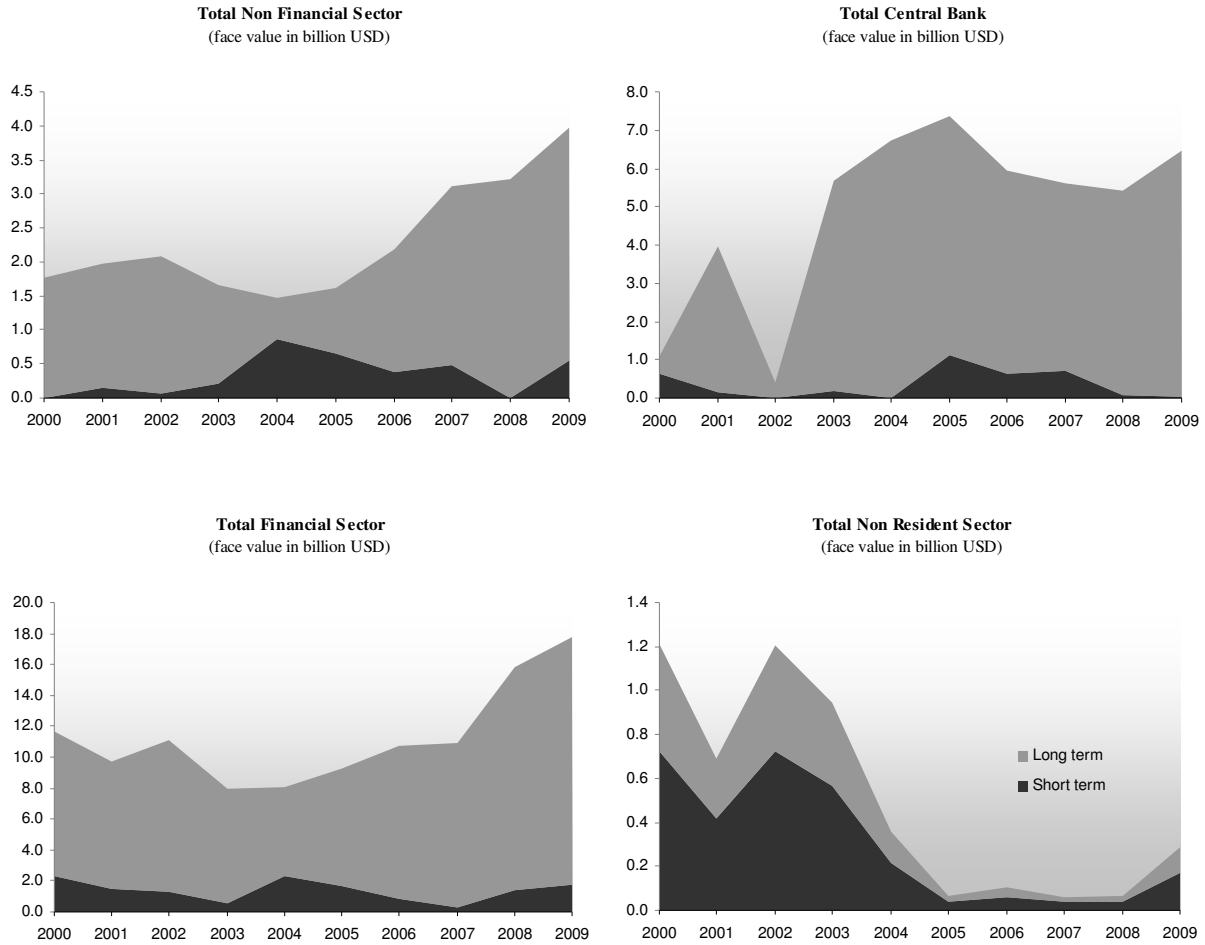 Total Non Financial Sector
(face value in billion USD)
4.5
4.0
3.5
3.0
2.5
2.0
1.5
1.0
0.5
0.0
2000 2001 2002 2003 2004 2005 2006 2007 2008 2009
Total Central Bank
(face value in billion USD)
8.0
7.0
6.0
5.0
4.0
3.0
2.0
1.0
0.0
2000 2001 2002 2003 2004 2005 2006 2007 2008 2009
Total Financial Sector
(face value in billion USD)
20.0
18.0
16.0
14.0
12.0
10.0
8.0
6.0
4.0
2.0
0.0
2000 2001 2002 2003 2004 2005 2006 2007 2008 2009
Total Non Resident Sector
(face value in billion USD)
1.4
1.2
1.0
0.8
0.6
0.4
0.2
0.0
Long term
Short term
2000 2001 2002 2003 2004 2005 2006 2007 2008 2009